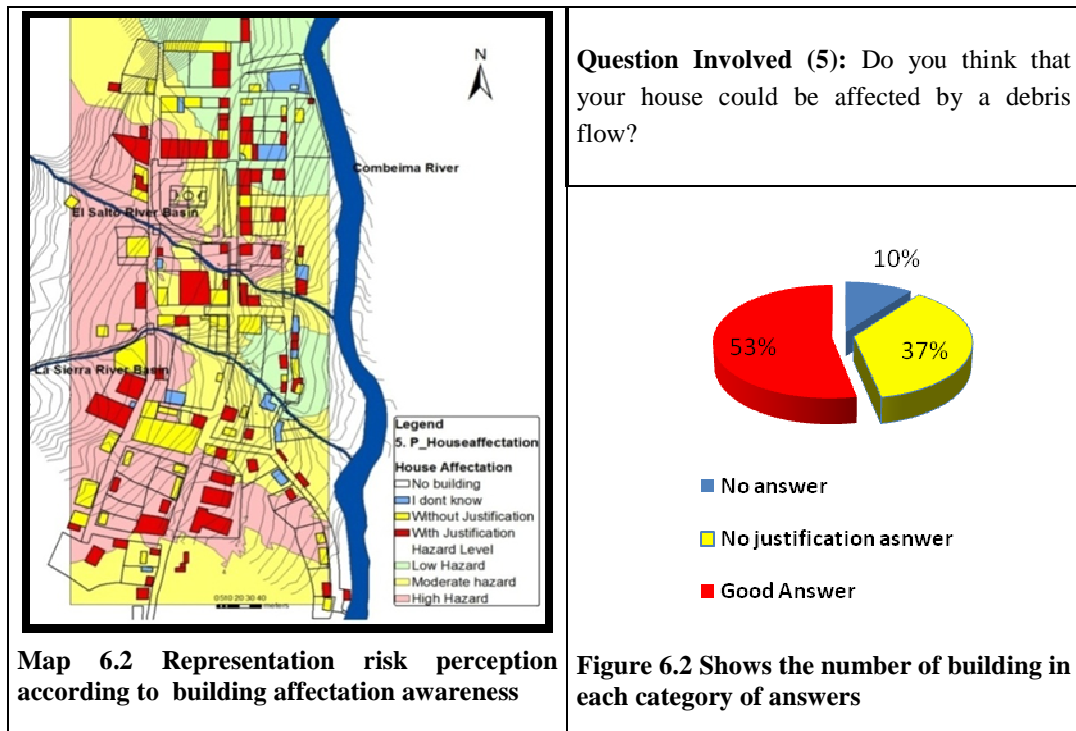 N
Combeima River
El Salto River Basin
La Sierra River Basin
Legend
5. P_Houseaffectation
House Affectation
No building
I dont know
Without Justification
With Justification
Hazard Level
Low Hazard
Moderate hazard
High Hazard
meters
Map 6.2 Representation risk perception
according to building affectation awareness
Question Involved (5): Do you think that
your house could be affected by a debris
flow?
10%
53%
37%
No answer
No justification asnwer
Good Answer
Figure 6.2 Shows the number of building in
each category of answers